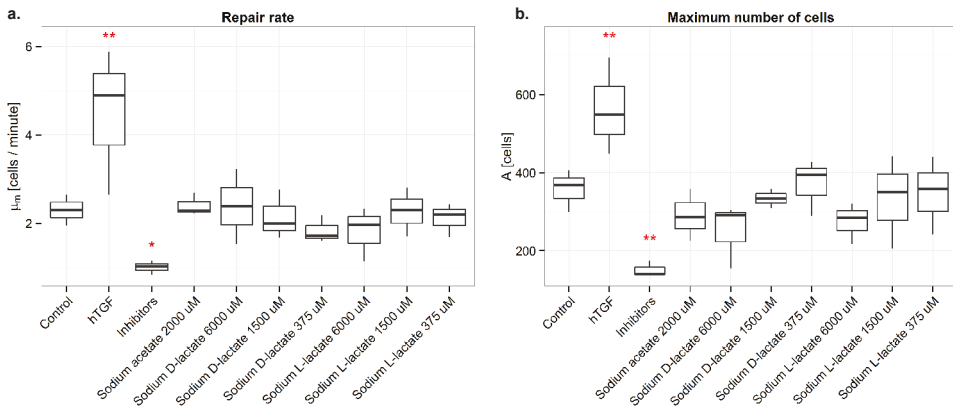 a.
Repair rate
μm [cells / minute]
6
4
2
**
*
Control
hTGF
Inhibitors
Sodium acetate 2000 uM
Sodium D-lactate 6000 uM
Sodium D-lactate 1500 uM
Sodium D-lactate 375 uM
Sodium L-lactate 6000 uM
Sodium L-lactate 1500 uM
Sodium L-lactate 375 uM
b.
Maximum number of cells
A [cells]
600
400
200
**
**
Control
hTGF
Inhibitors
Sodium acetate 2000 uM
Sodium D-lactate 6000 uM
Sodium D-lactate 1500 uM
Sodium D-lactate 375 uM
Sodium L-lactate 6000 uM
Sodium L-lactate 1500 uM
Sodium L-lactate 375 uM